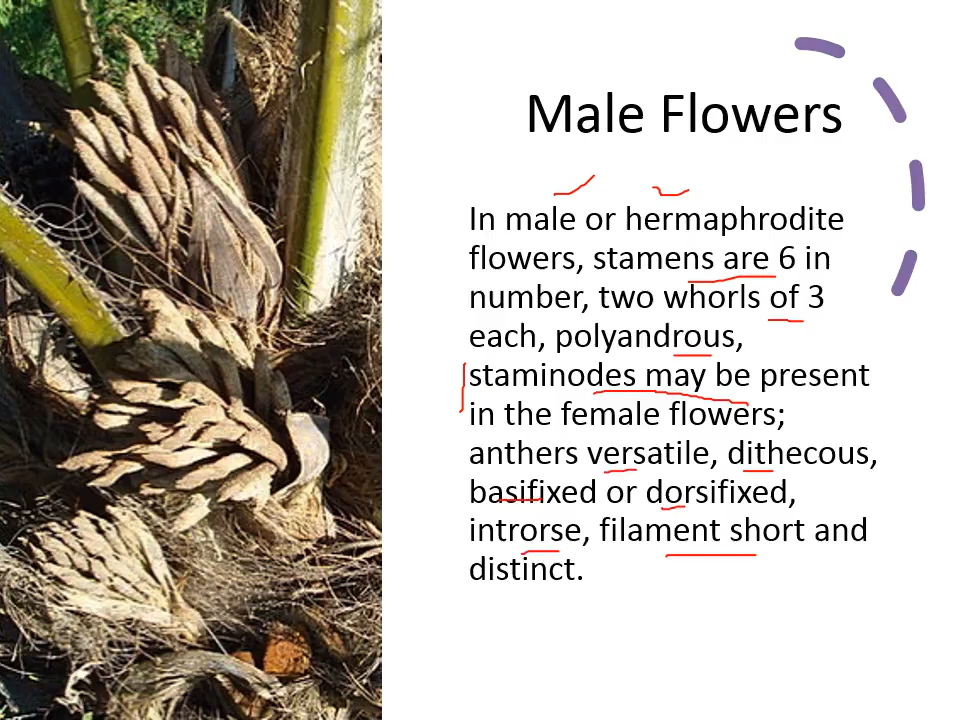 Male Flowers
In male or hermaphrodite
flowers, stamens are 6 in
number, two whorls of 3
each, polyandrous,
staminodes may be present
in the female flowers;
anthers versatile, dithecous,
basifixed or dorsifixed,
introrse, filament short and
distinct.